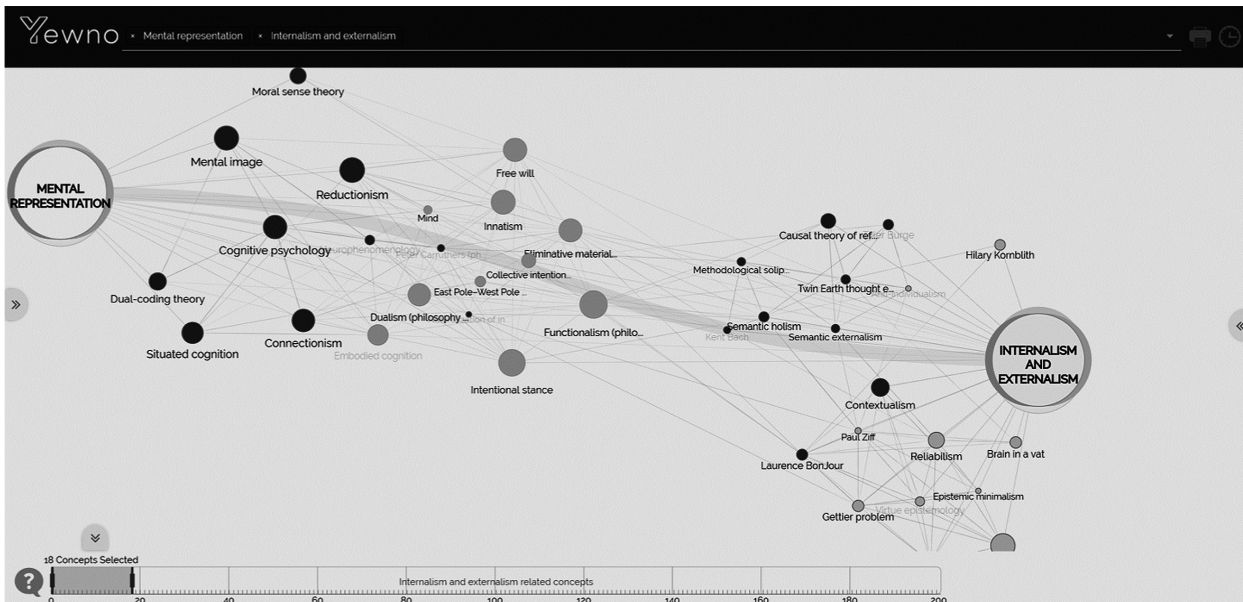 Yewno
× Mental representation × Internalism and externalism
Moral sense theory
Mental image
Free will
MENTAL
REPRESENTATION
Reductionism
Mind
Innatism
Causal theory of ref...
Cognitive psychology
Eliminative material...
Hilary Kornblith
Collective intention...
Methodological solip...
Twin Earth thought e...
East Pole–West Pole ...
Dual-coding theory
Dualism (philosophy ...
Functionalism (philo...
Semantic holism
Kent Bach
Semantic externalism
Connectionism
Situated cognition
Embodied cognition
INTERNALISM
AND
EXTERNALISM
Intentional stance
Contextualism
Paul Ziff
Reliabilism
Brain in a vat
Laurence BonJour
Epistemic minimalism
Gettier problem
Virtue epistemology
18 Concepts Selected
?
Internalism and externalism related concepts
0 20 40 60 80 100 120 140 160 180 200